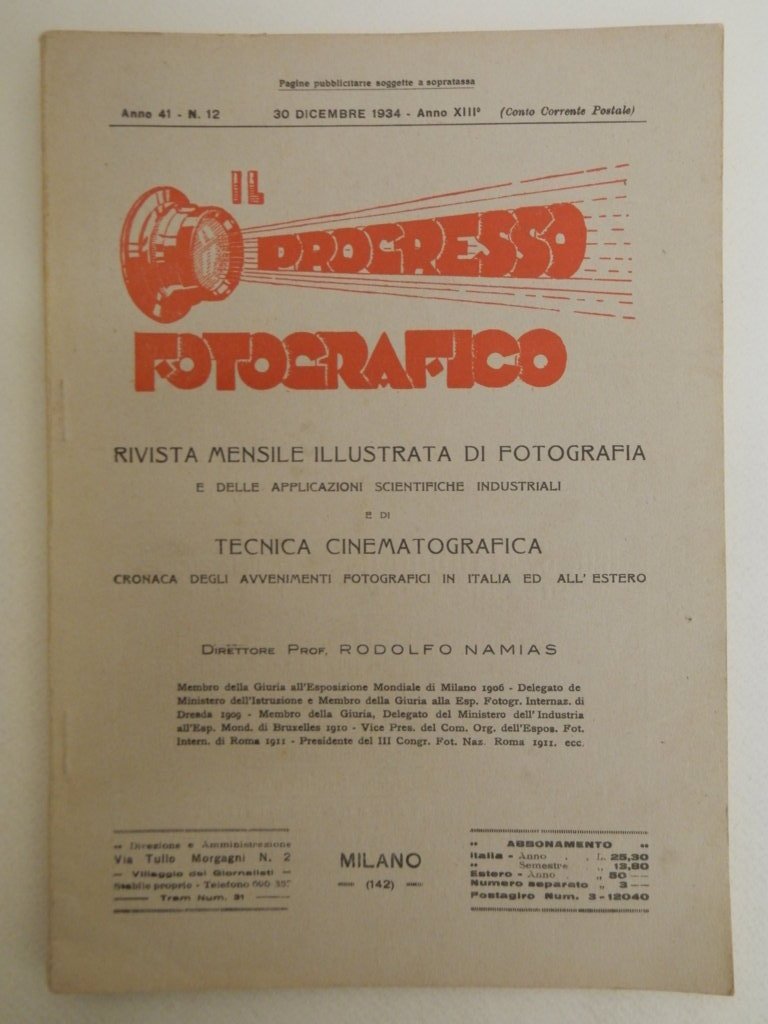 Pagine pubblicitarie soggette a sopratassa
Anno 41 - N. 12 30 DICEMBRE 1934 - Anno XIII° (Conto Corrente Postale)
IL
PROGRESSO
FOTOGRAFICO
RIVISTA MENSILE ILLUSTRATA DI FOTOGRAFIA
E DELLE APPLICAZIONI SCIENTIFICHE INDUSTRIALI
E DI
TECNICA CINEMATOGRAFICA
CRONACA DEGLI AVVENIMENTI FOTOGRAFICI IN ITALIA ED ALL' ESTERO
DIRETTORE PROF. RODOLFO NAMIAS
Membro della Giuria all'Esposizione Mondiale di Milano 1906 - Delegato de
Ministero dell'Istruzione e Membro della Giuria alla Esp. Fotogr. Internaz. di
Dresda 1909 - Membro della Giuria, Delegato del Ministero dell'Industria
all'Esp. Mond. di Bruxelles 1910 - Vice Pres. del Com. Org. dell'Espos. Fot.
Intern. di Roma 1911 - Presidente del III Congr. Fot. Naz. Roma 1911. ecc.
Direzione e Amministrazione
Via Tullo Morgagni N. 2
Villaggio dei Giornalisti
Stabile proprio - Telefono
Tram Num. 31
MILANO
(142)
ABBONAMENTO
Italia - Anno . . L. 25,30
" Semestre . „ 13,80
Estero - Anno . „ 50 —
Numero separato „ 3 —
Postagiro Num. 3-12040